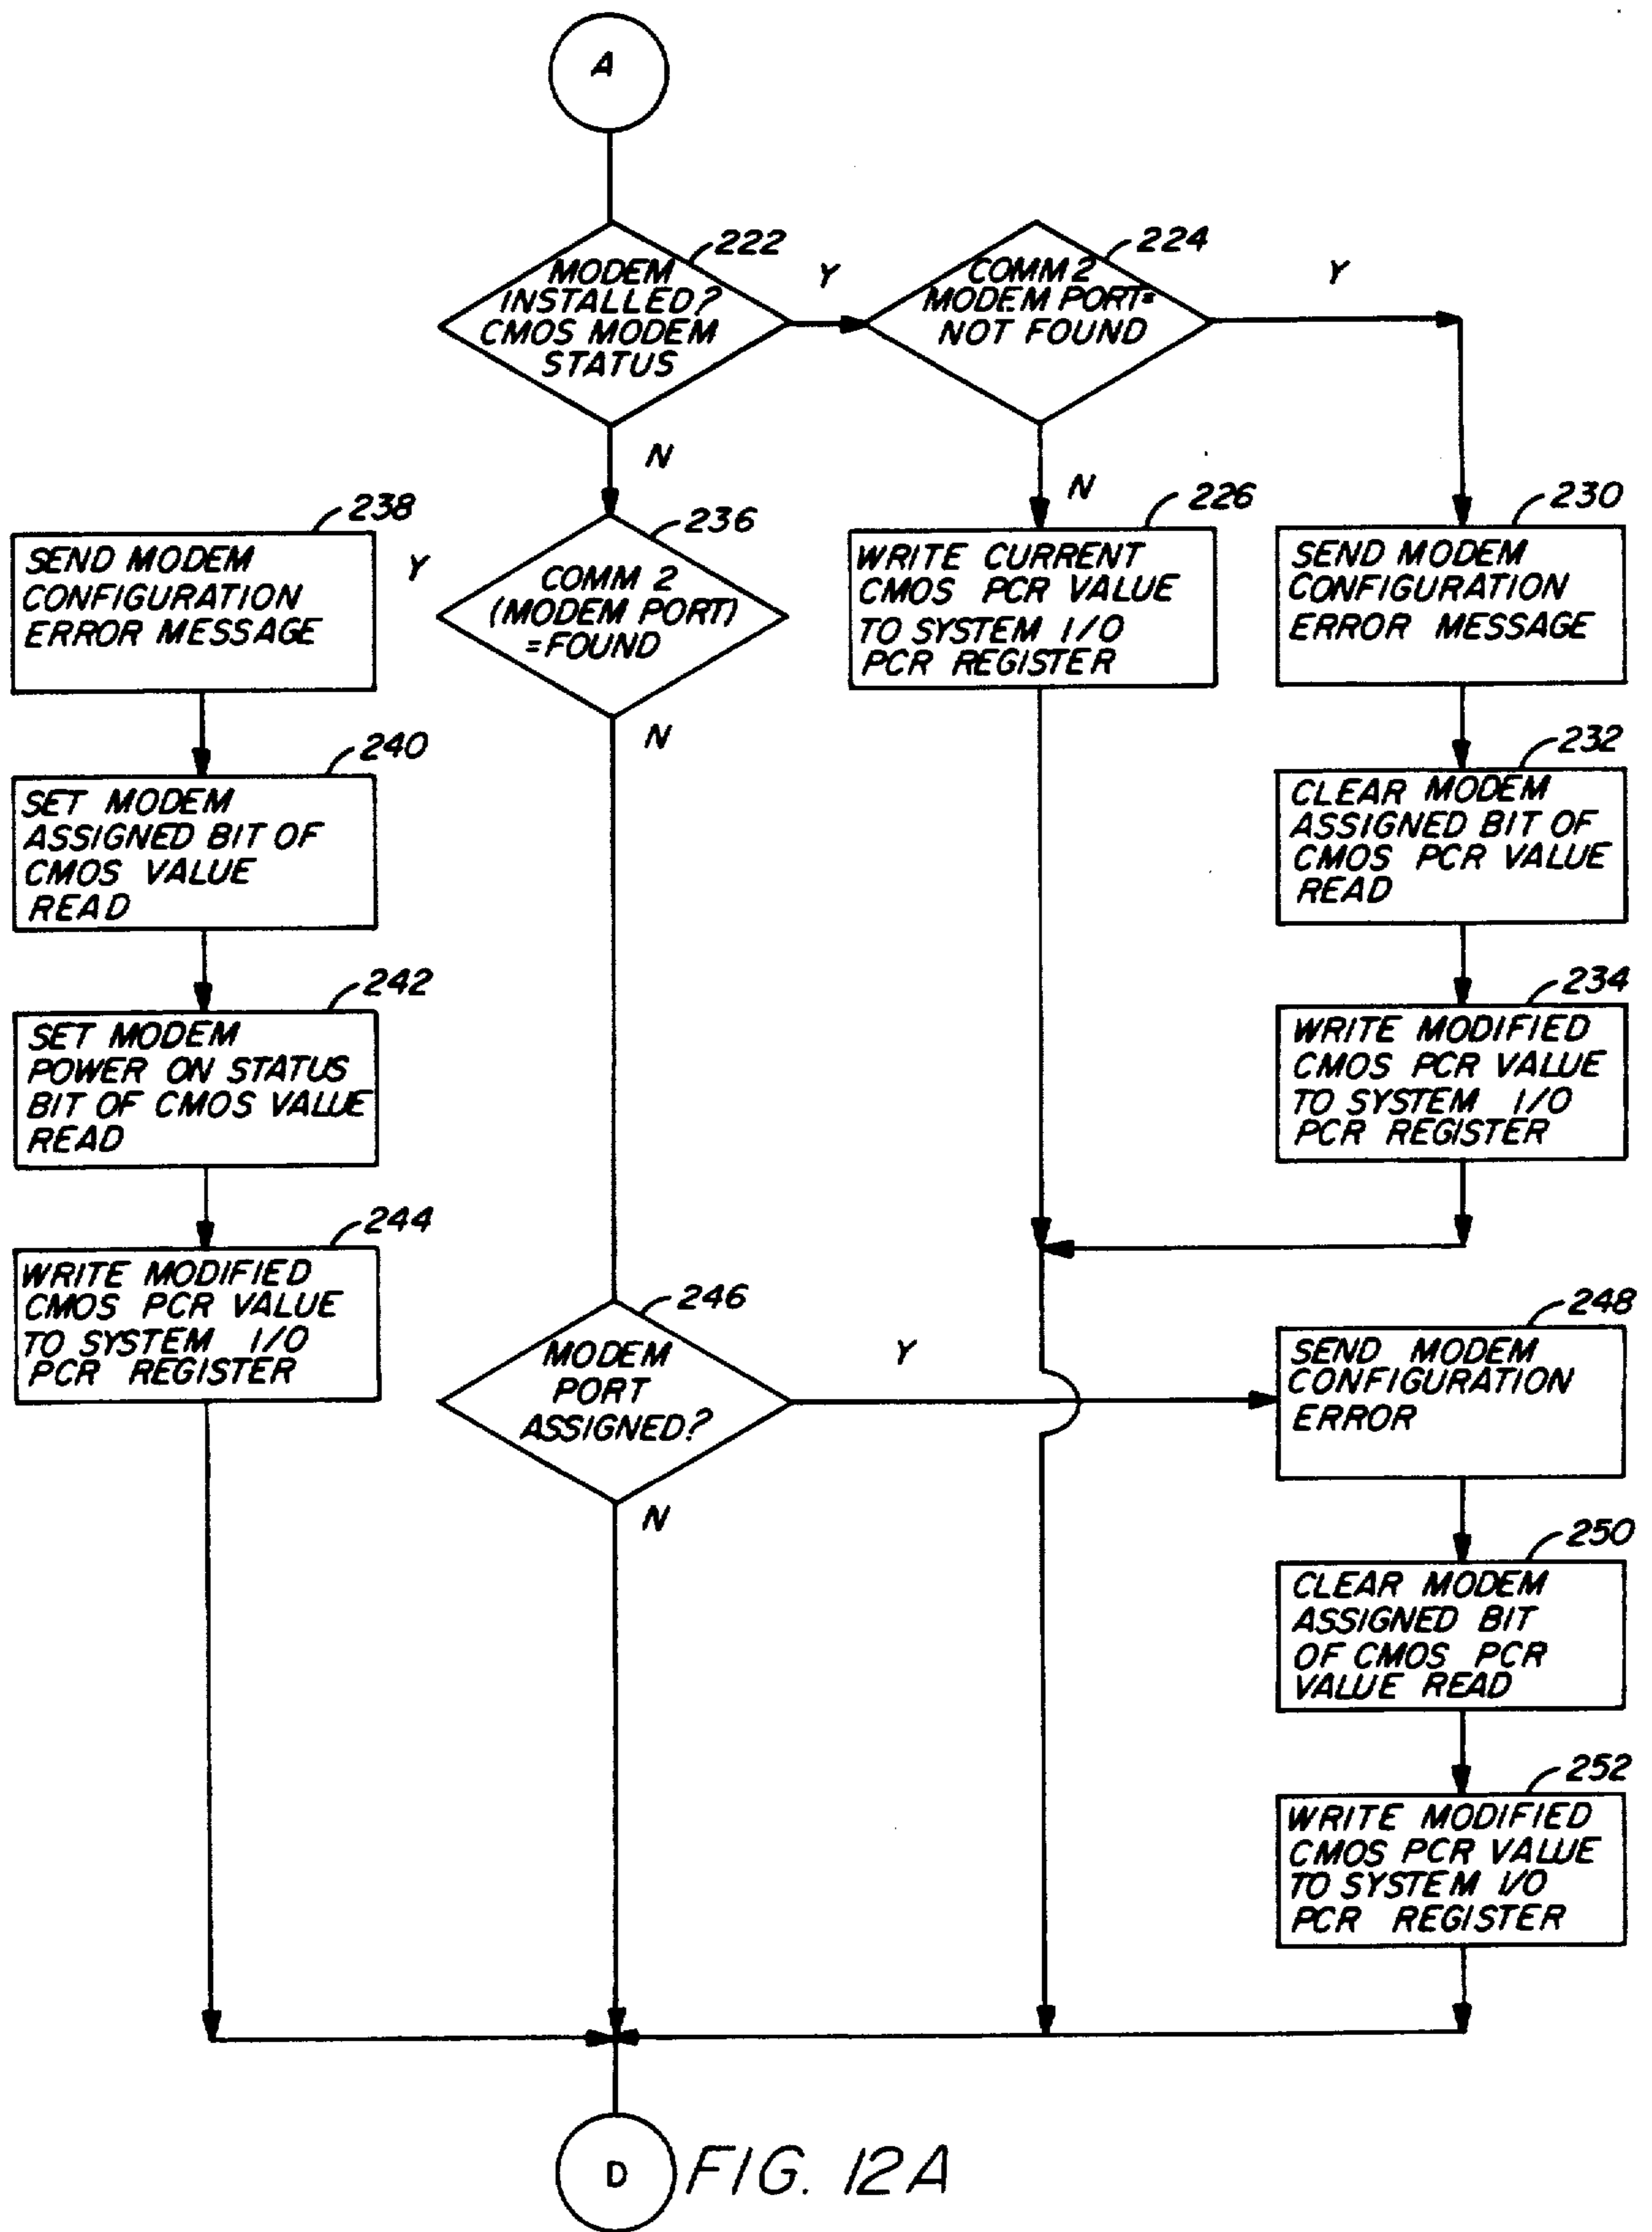 A
222
MODEM
INSTALLED?
CMOS MODEM
STATUS
Y
224
COMM 2
MODEM PORT=
NOT FOUND
Y
N
N
238
SEND MODEM
CONFIGURATION
ERROR MESSAGE
Y
236
COMM 2
(MODEM PORT)
=FOUND
226
WRITE CURRENT
CMOS PCR VALUE
TO SYSTEM I/O
PCR REGISTER
230
SEND MODEM
CONFIGURATION
ERROR MESSAGE
N
240
SET MODEM
ASSIGNED BIT OF
CMOS VALUE
READ
232
CLEAR MODEM
ASSIGNED BIT OF
CMOS PCR VALUE
READ
242
SET MODEM
POWER ON STATUS
BIT OF CMOS VALUE
READ
234
WRITE MODIFIED
CMOS PCR VALUE
TO SYSTEM I/O
PCR REGISTER
244
WRITE MODIFIED
CMOS PCR VALUE
TO SYSTEM I/O
PCR REGISTER
246
MODEM
PORT
ASSIGNED?
Y
N
248
SEND MODEM
CONFIGURATION
ERROR
250
CLEAR MODEM
ASSIGNED BIT
OF CMOS PCR
VALUE READ
252
WRITE MODIFIED
CMOS PCR VALUE
TO SYSTEM I/O
PCR REGISTER
D
FIG. 12A